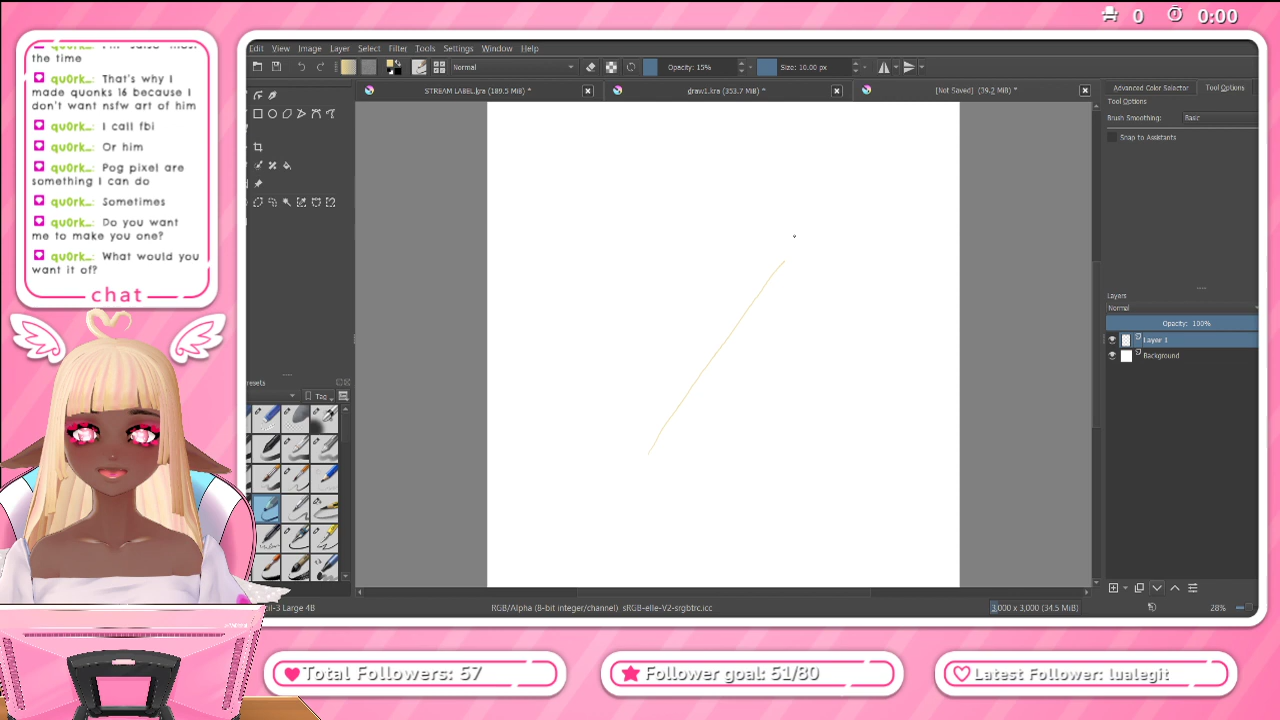 0 0:00
the time
qu0rk_: That's why I
made quonks 16 because I
don't want nsfw art of him
qu0rk_: I call fbi
qu0rk_: Or him
qu0rk_: Pog pixel are
something I can do
qu0rk_: Sometimes
qu0rk_: Do you want
me to make you one?
qu0rk_: What would you
want it of?
chat
Edit View Image Layer Select Filter Tools Settings Window Help
Normal Opacity: 15% Size: 10.00 px
STREAM LABEL.kra (189.5 MiB) * draw1.kra (353.7 MiB) * [Not Saved] (39.2 MiB) *
Advanced Color Selector Tool Options
Tool Options
Brush Smoothing: Basic
Snap to Assistants
Layers
Normal
Opacity: 100%
Layer 1
Background
esets
Tag
cil-3 Large 4B RGB/Alpha (8-bit integer/channel) sRGB-elle-V2-srgbtrc.icc 3,000 x 3,000 (34.5 MiB) 28%
Total Followers: 57 Follower goal: 51/80 Latest Follower: lualegit